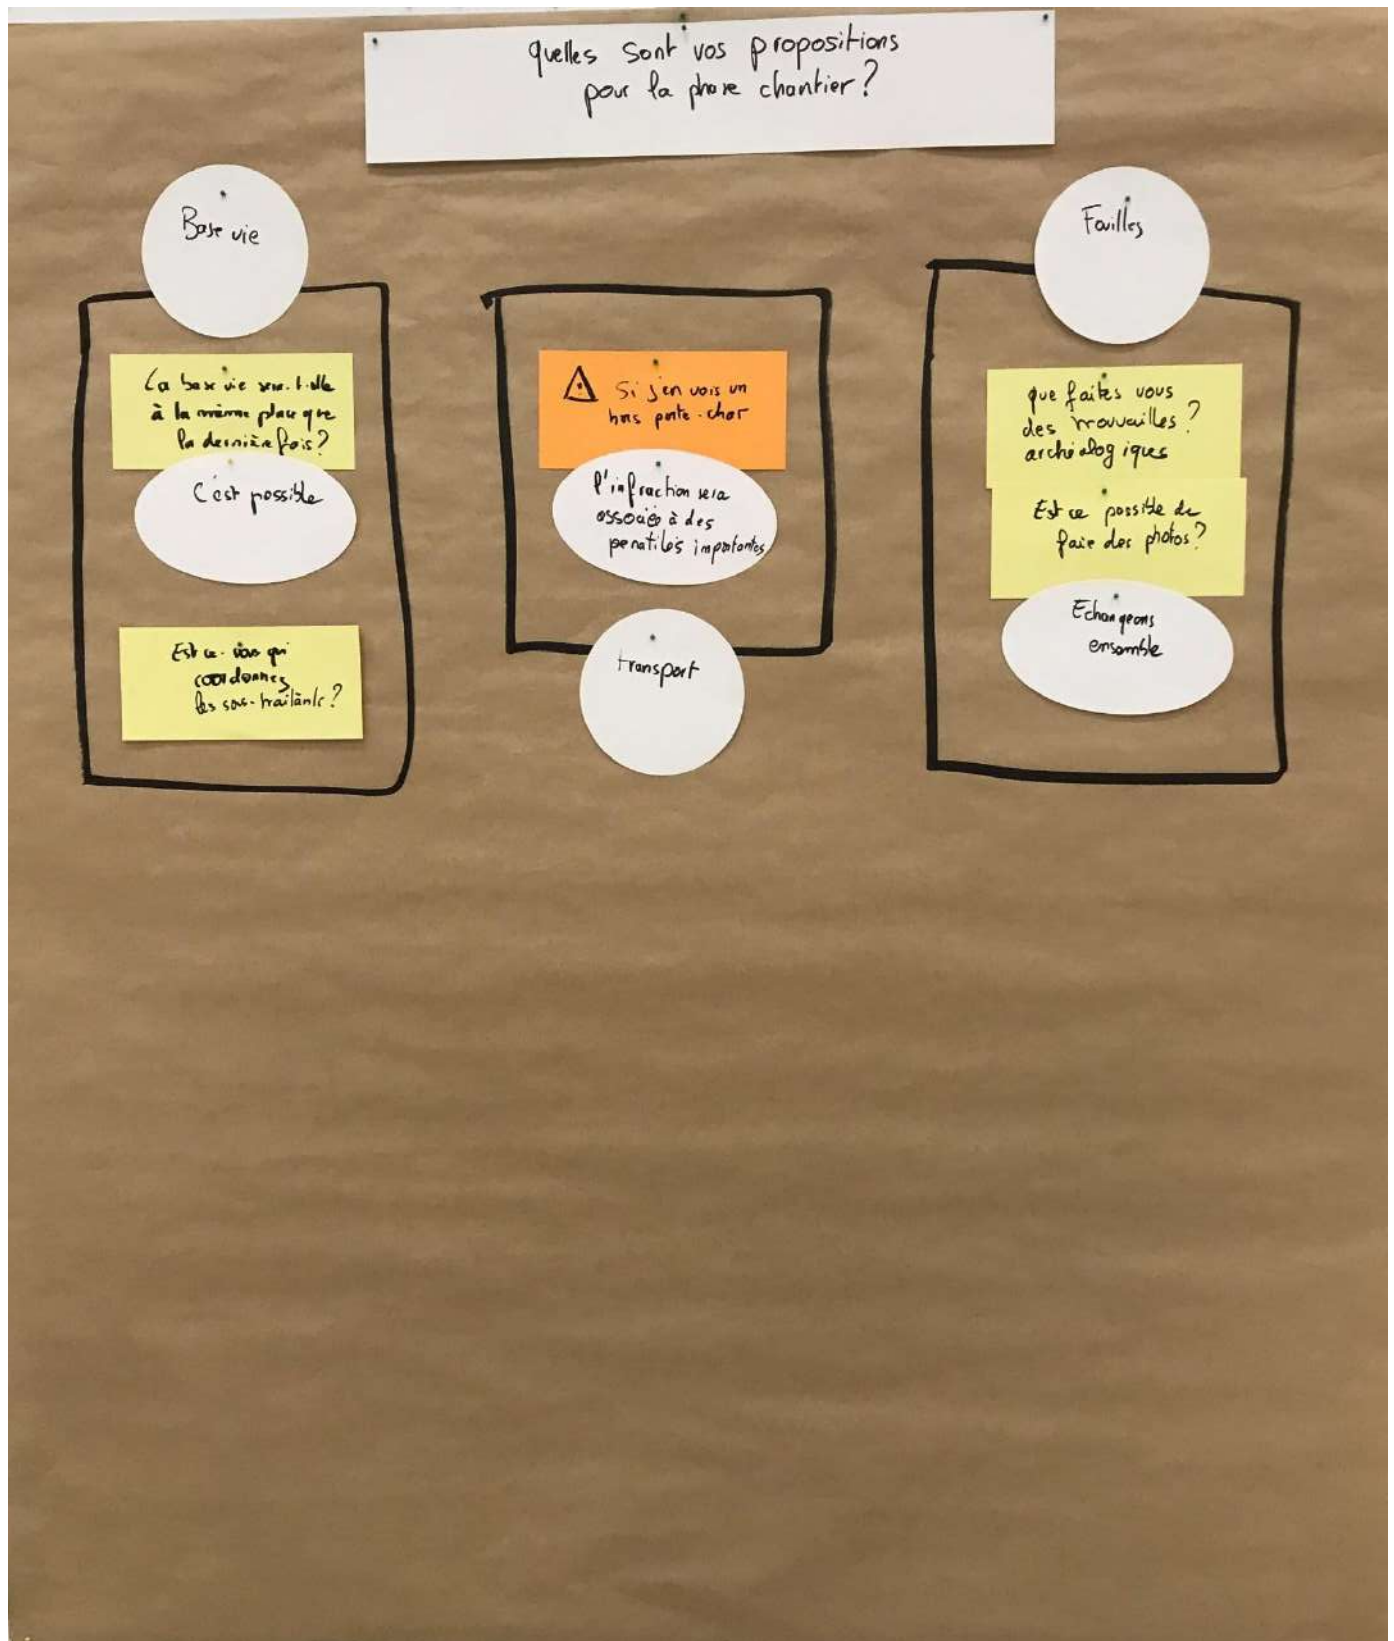 quelles sont vos propositions
pour la phase chantier ?
Base vie
La base vie sera-t-elle
à la même place que
la dernière fois ?
C'est possible
Est ce-vous qui
coordonnez
les sous-traitants ?
⚠ Si j'en vois un
hors porte-char
l'infraction sera
associée à des
penalités importantes
transport
Fouilles
que faites vous
des trouvailles ?
archéologiques
Est ce possible de
faire des photos ?
Echangeons
ensemble